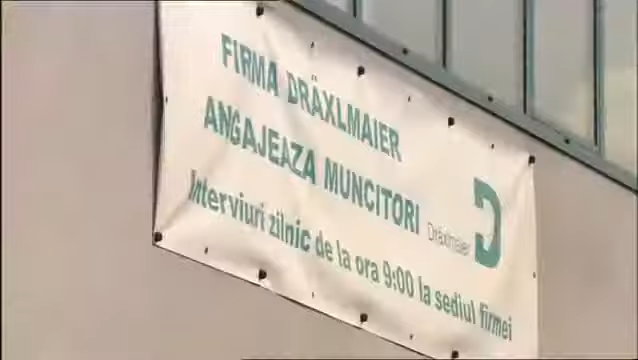 FIRMA DRÄXLMAIER
ANGAJEAZA MUNCITORI
Dräxlmaier
Interviuri zilnic de la ora 9:00 la sediul firmei